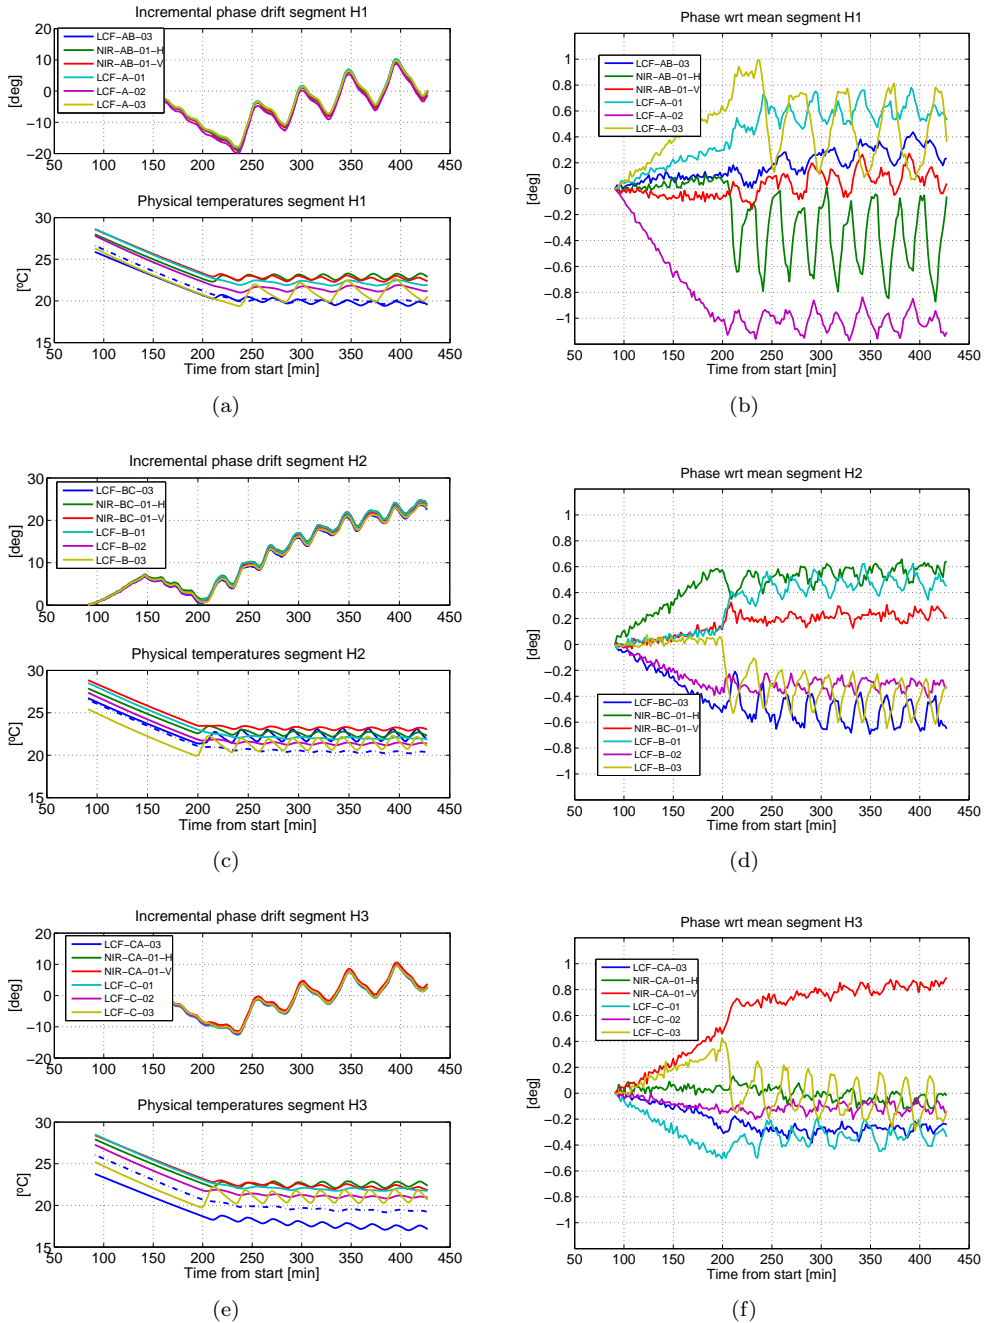 Incremental phase drift segment H1
20
10
0
−10
−20
[deg]
LCF−AB−03
NIR−AB−01−H
NIR−AB−01−V
LCF−A−01
LCF−A−02
LCF−A−03
50 100 150 200 250 300 350 400 450
Physical temperatures segment H1
30
25
20
15
[ºC]
50 100 150 200 250 300 350 400 450
Time from start [min]
(a)
Phase wrt mean segment H1
1
0.8
0.6
0.4
0.2
0
−0.2
−0.4
−0.6
−0.8
−1
[deg]
LCF−AB−03
NIR−AB−01−H
NIR−AB−01−V
LCF−A−01
LCF−A−02
LCF−A−03
50 100 150 200 250 300 350 400 450
Time from start [min]
(b)
Incremental phase drift segment H2
30
20
10
0
[deg]
LCF−BC−03
NIR−BC−01−H
NIR−BC−01−V
LCF−B−01
LCF−B−02
LCF−B−03
50 100 150 200 250 300 350 400 450
Physical temperatures segment H2
30
25
20
15
[ºC]
50 100 150 200 250 300 350 400 450
Time from start [min]
(c)
Phase wrt mean segment H2
1
0.8
0.6
0.4
0.2
0
−0.2
−0.4
−0.6
−0.8
−1
[deg]
LCF−BC−03
NIR−BC−01−H
NIR−BC−01−V
LCF−B−01
LCF−B−02
LCF−B−03
50 100 150 200 250 300 350 400 450
Time from start [min]
(d)
Incremental phase drift segment H3
20
10
0
−10
−20
[deg]
LCF−CA−03
NIR−CA−01−H
NIR−CA−01−V
LCF−C−01
LCF−C−02
LCF−C−03
50 100 150 200 250 300 350 400 450
Physical temperatures segment H3
30
25
20
15
[ºC]
50 100 150 200 250 300 350 400 450
Time from start [min]
(e)
Phase wrt mean segment H3
1
0.8
0.6
0.4
0.2
0
−0.2
−0.4
−0.6
−0.8
−1
[deg]
LCF−CA−03
NIR−CA−01−H
NIR−CA−01−V
LCF−C−01
LCF−C−02
LCF−C−03
50 100 150 200 250 300 350 400 450
Time from start [min]
(f)